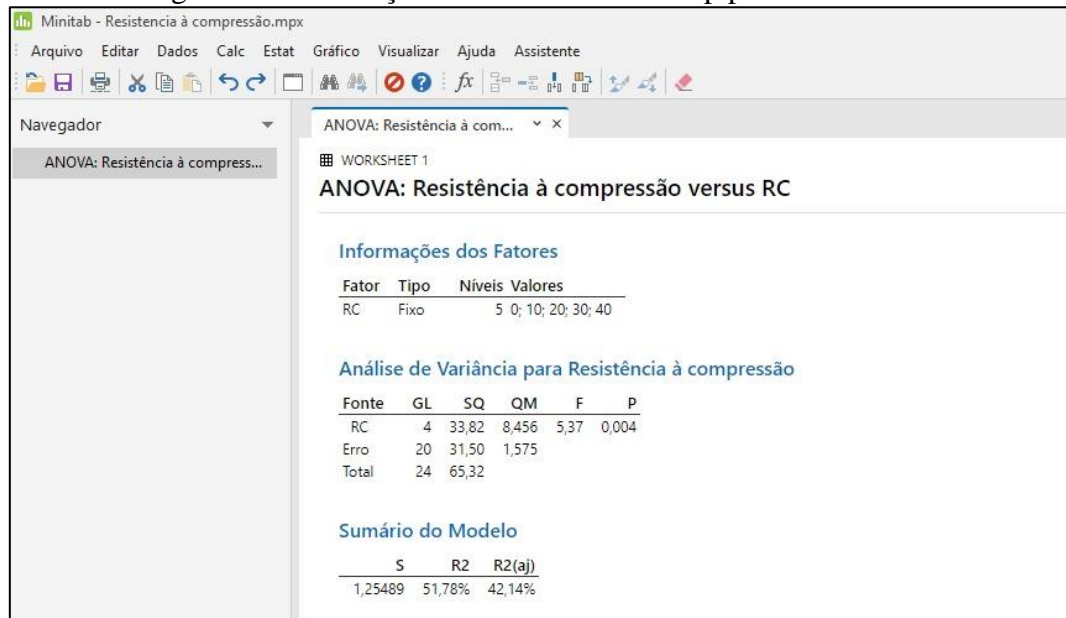 Minitab - Resistencia à compressão.mpx
Arquivo Editar Dados Calc Estat Gráfico Visualizar Ajuda Assistente
fx
Navegador
ANOVA: Resistência à compress...
ANOVA: Resistência à com...
WORKSHEET 1
ANOVA: Resistência à compressão versus RC
Informações dos Fatores
Fator Tipo Níveis Valores
RC Fixo 5 0; 10; 20; 30; 40
Análise de Variância para Resistência à compressão
Fonte GL SQ QM F P
RC 4 33,82 8,456 5,37 0,004
Erro 20 31,50 1,575
Total 24 65,32
Sumário do Modelo
S R2 R2(aj)
1,25489 51,78% 42,14%